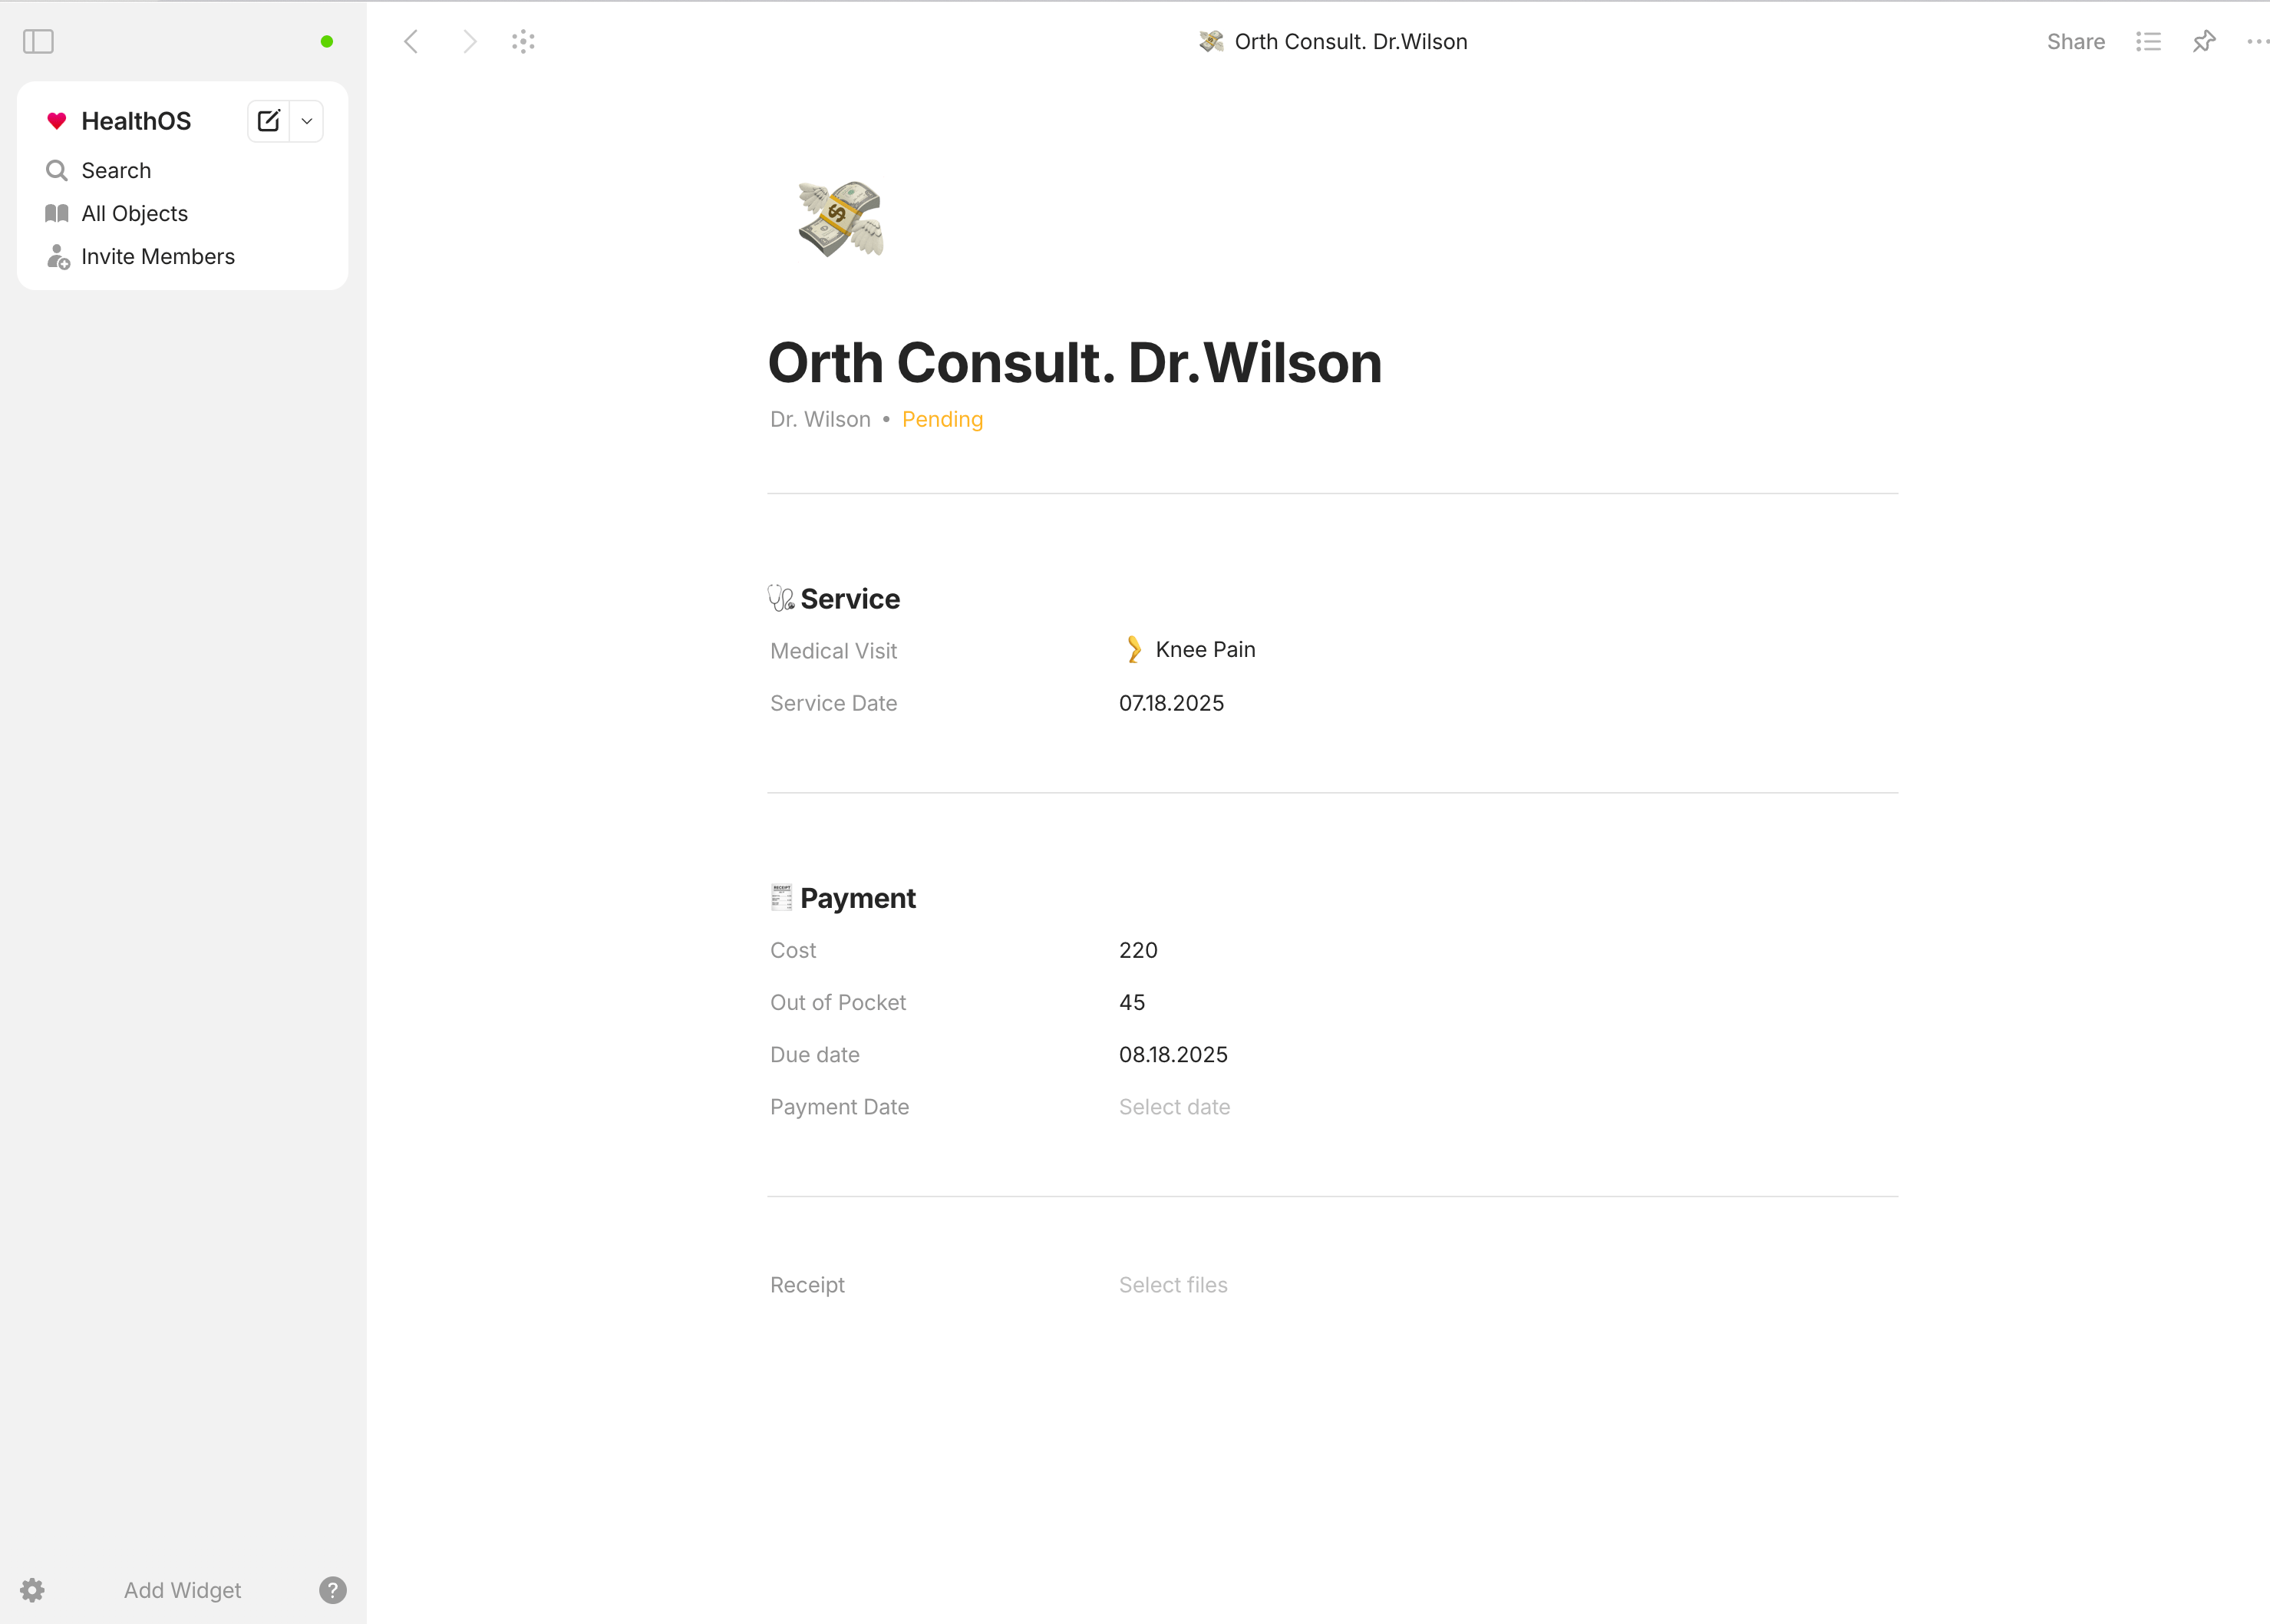 Orth Consult. Dr.Wilson
Share
HealthOS
Search
All Objects
Invite Members
Orth Consult. Dr.Wilson
Dr. Wilson • Pending
Service
Medical Visit Knee Pain
Service Date 07.18.2025
Payment
Cost 220
Out of Pocket 45
Due date 08.18.2025
Payment Date Select date
Receipt Select files
Add Widget ?